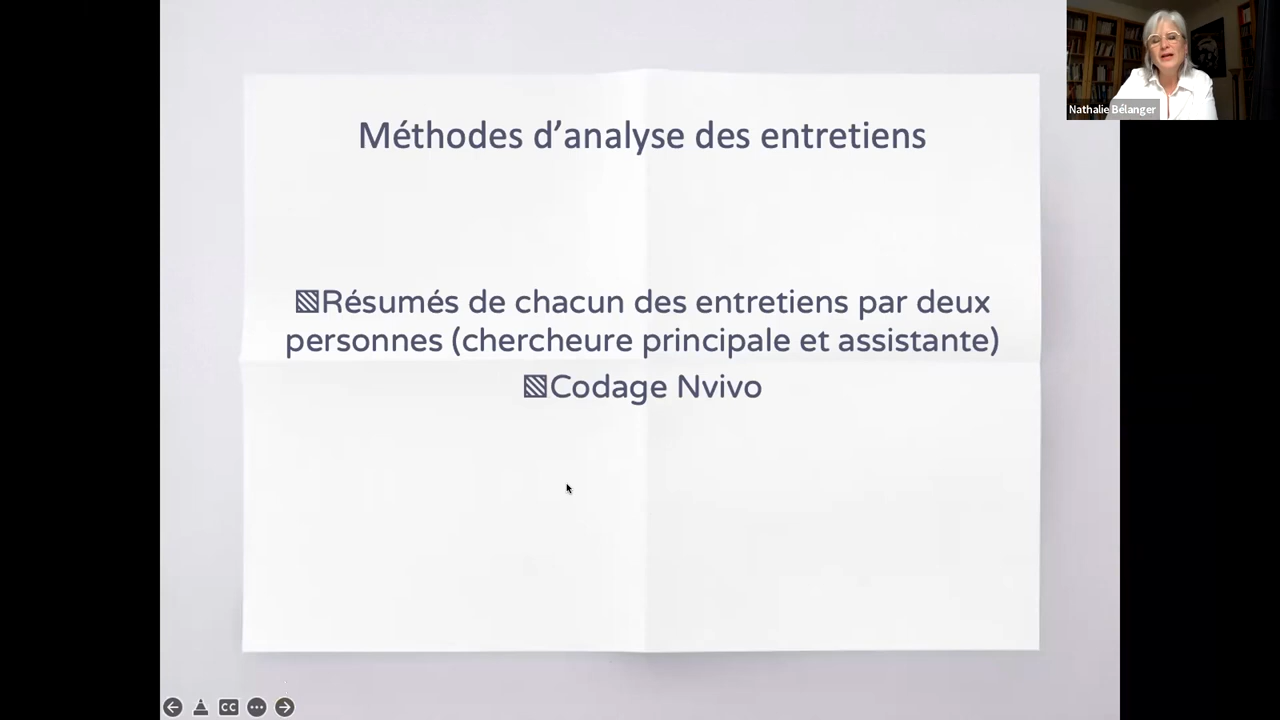 Nathalie Bélanger
Méthodes d’analyse des entretiens
▧Résumés de chacun des entretiens par deux
personnes (chercheure principale et assistante)
▧Codage Nvivo
CC